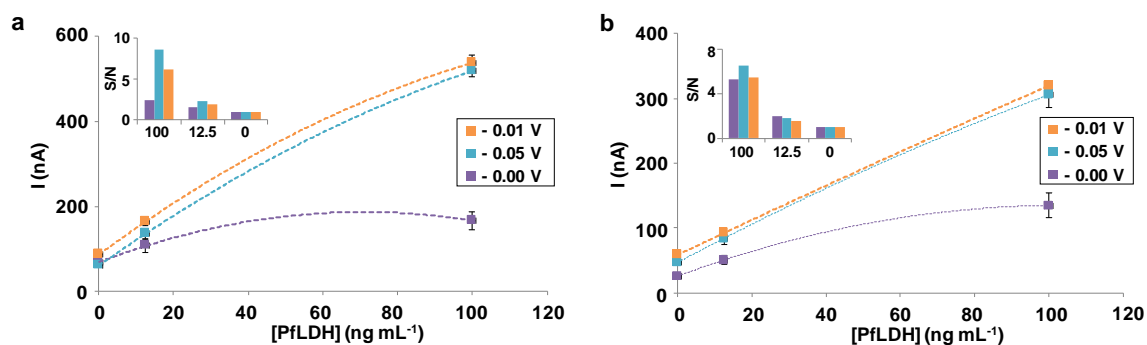 a
600
400
200
0
I (nA)
0 20 40 60 80 100 120
[PfLDH] (ng mL⁻¹)
10
5
0
S/N
100 12.5 0
- 0.01 V
- 0.05 V
- 0.00 V
b
400
300
200
100
0
I (nA)
0 20 40 60 80 100 120
[PfLDH] (ng mL⁻¹)
8
4
0
S/N
100 12.5 0
- 0.01 V
- 0.05 V
- 0.00 V